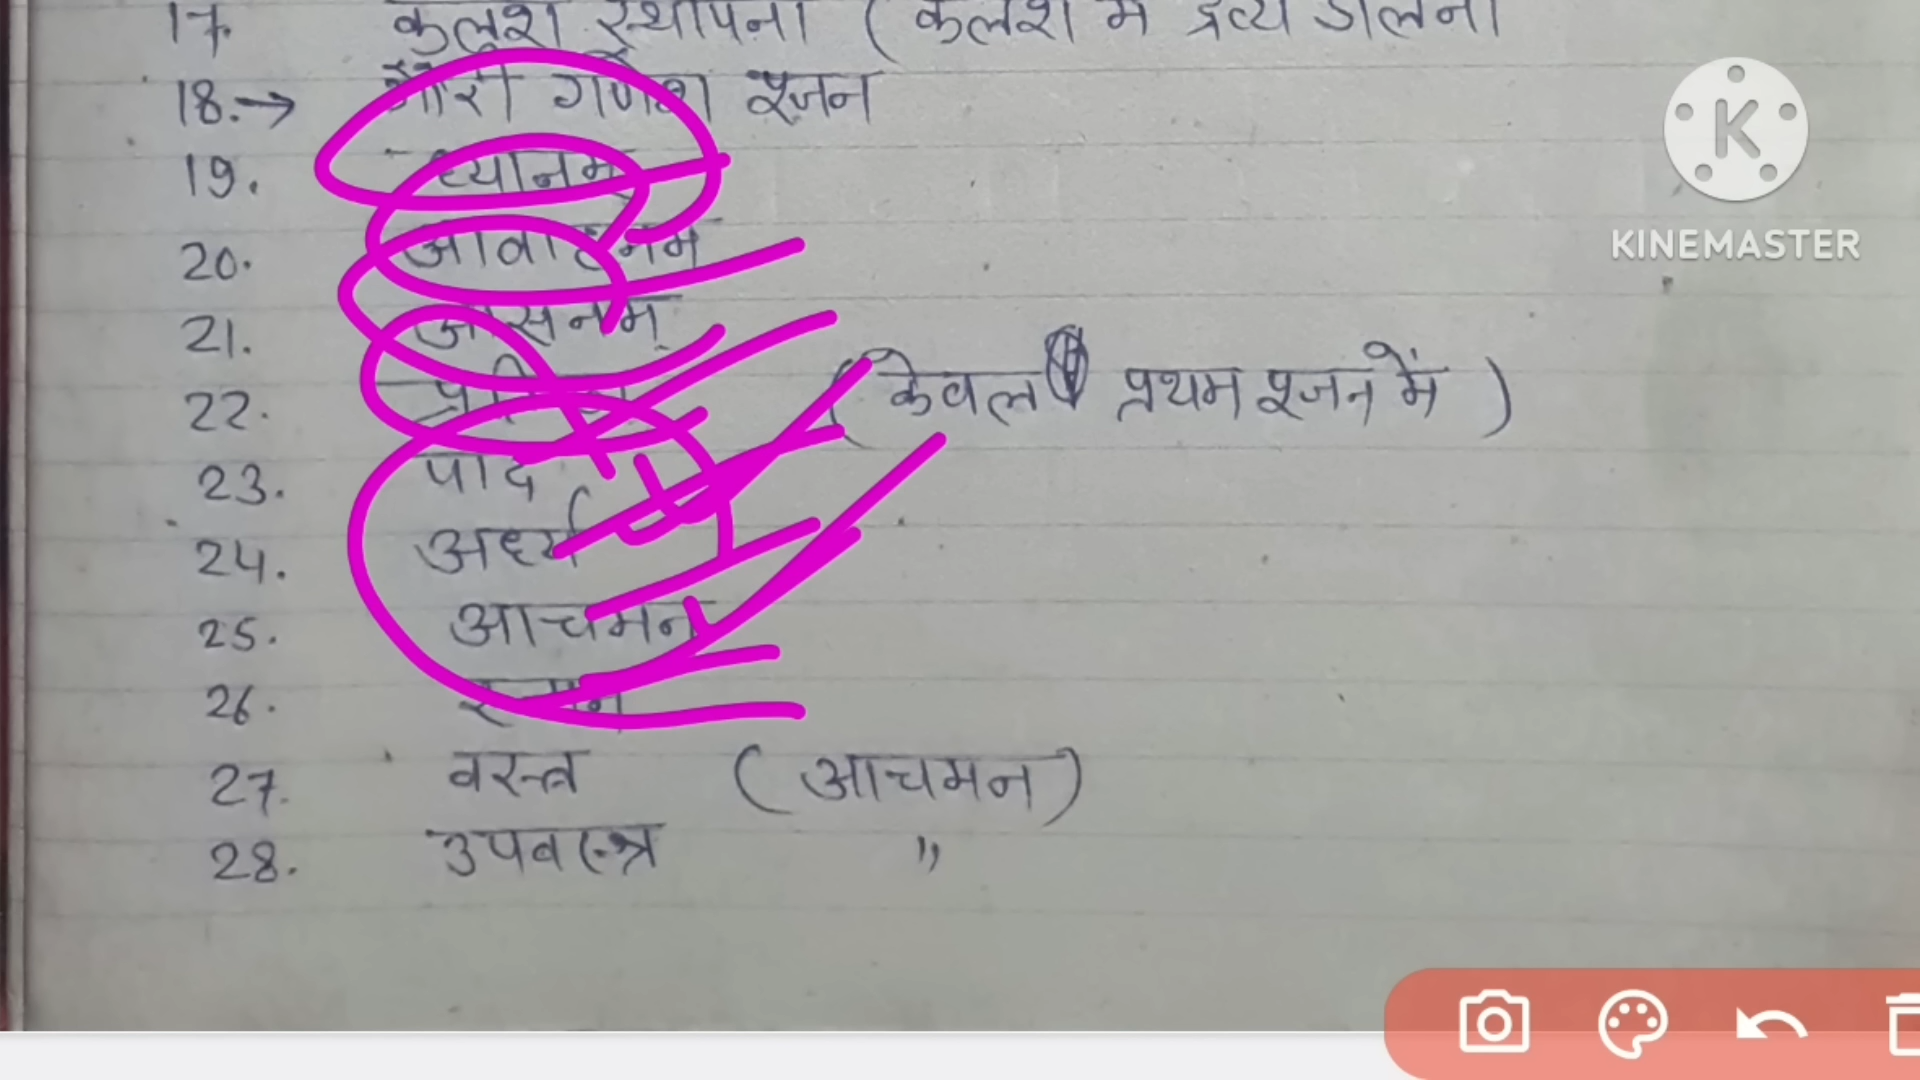 17. कलश स्थापना ( कलश में द्रव्य डालना
18.→ गौरी गणेश पूजन
19. ध्यानम्
20. आवाहनम
21. आसनम्
22. ( केवल प्रथम पूजन में )
23. पाद
24. अर्घ्य
25. आचमन
26. स्नान
27. वस्त्र ( आचमन )
28. उपवस्त्र "
KINEMASTER